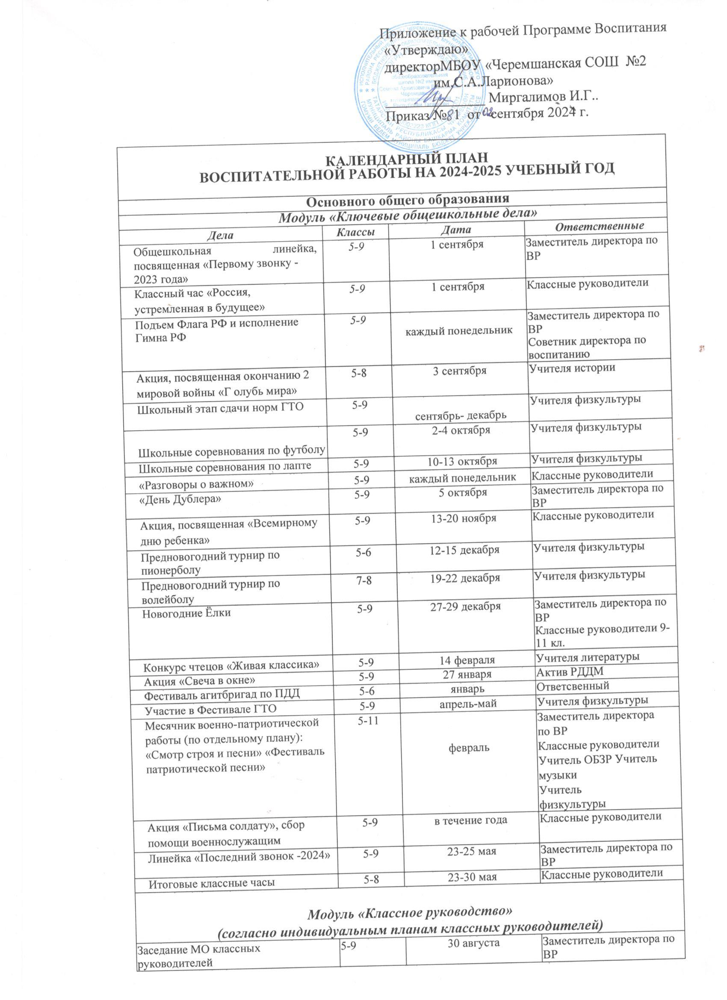 Приложение к рабочей Программе Воспитания
«Утверждаю»
директорМБОУ «Черемшанская СОШ №2
им.С.А.Ларионова»
Миргалимов И.Г..
Приказ №81 от 02 сентября 2024 г.
КАЛЕНДАРНЫЙ ПЛАН
ВОСПИТАТЕЛЬНОЙ РАБОТЫ НА 2024-2025 УЧЕБНЫЙ ГОД
Основного общего образования
Модуль «Ключевые общешкольные дела»
Дела Классы Дата Ответственные
Общешкольная линейка, 5-9 1 сентября Заместитель директора по
посвященная «Первому звонку - ВР
2023 года»
Классный час «Россия, 5-9 1 сентября Классные руководители
устремленная в будущее»
Подъем Флага РФ и исполнение 5-9 каждый понедельник Заместитель директора по
Гимна РФ ВР
Советник директора по
воспитанию
Акция, посвященная окончанию 2 5-8 3 сентября Учителя истории
мировой войны «Г олубь мира»
Школьный этап сдачи норм ГТО 5-9 сентябрь- декабрь Учителя физкультуры
Школьные соревнования по футболу 5-9 2-4 октября Учителя физкультуры
Школьные соревнования по лапте 5-9 10-13 октября Учителя физкультуры
«Разговоры о важном» 5-9 каждый понедельник Классные руководители
«День Дублера» 5-9 5 октября Заместитель директора по
ВР
Акция, посвященная «Всемирному 5-9 13-20 ноября Классные руководители
дню ребенка»
Предновогодний турнир по 5-6 12-15 декабря Учителя физкультуры
пионерболу
Предновогодний турнир по 7-8 19-22 декабря Учителя физкультуры
волейболу
Новогодние Ёлки 5-9 27-29 декабря Заместитель директора по
ВР
Классные руководители 9-
11 кл.
Конкурс чтецов «Живая классика» 5-9 14 февраля Учителя литературы
Акция «Свеча в окне» 5-9 27 января Актив РДДМ
Фестиваль агитбригад по ПДД 5-6 январь Ответсвенный
Участие в Фестивале ГТО 5-9 апрель-май Учителя физкультуры
Месячник военно-патриотической 5-11 февраль Заместитель директора
работы (по отдельному плану): по ВР
«Смотр строя и песни» «Фестиваль Классные руководители
патриотической песни» Учитель ОБЗР Учитель
музыки
Учитель
физкультуры
Акция «Письма солдату», сбор 5-9 в течение года Классные руководители
помощи военнослужащим
Линейка «Последний звонок -2024» 5-9 23-25 мая Заместитель директора по
ВР
Итоговые классные часы 5-8 23-30 мая Классные руководители
Модуль «Классное руководство»
(согласно индивидуальным планам классных руководителей)
Заседание МО классных 5-9 30 августа Заместитель директора по
руководителей ВР